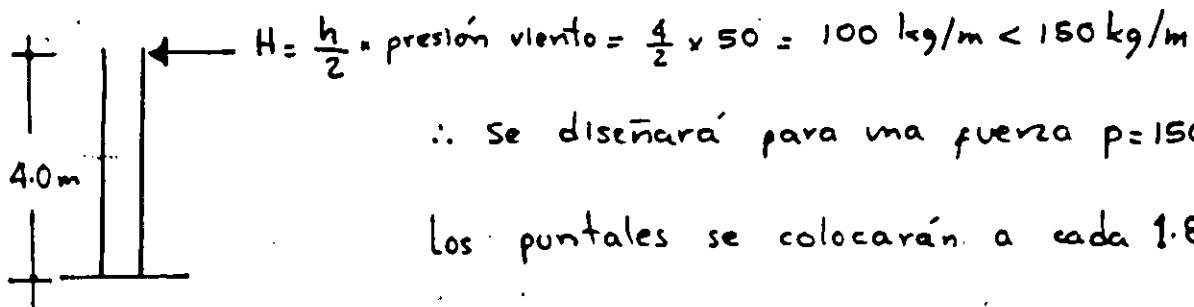 H = h/2 × presión viento = 4/2 × 50 = 100 kg/m < 150 kg/m
∴ Se diseñará para una fuerza p = 150
4.0 m
los puntales se colocarán a cada 1.8